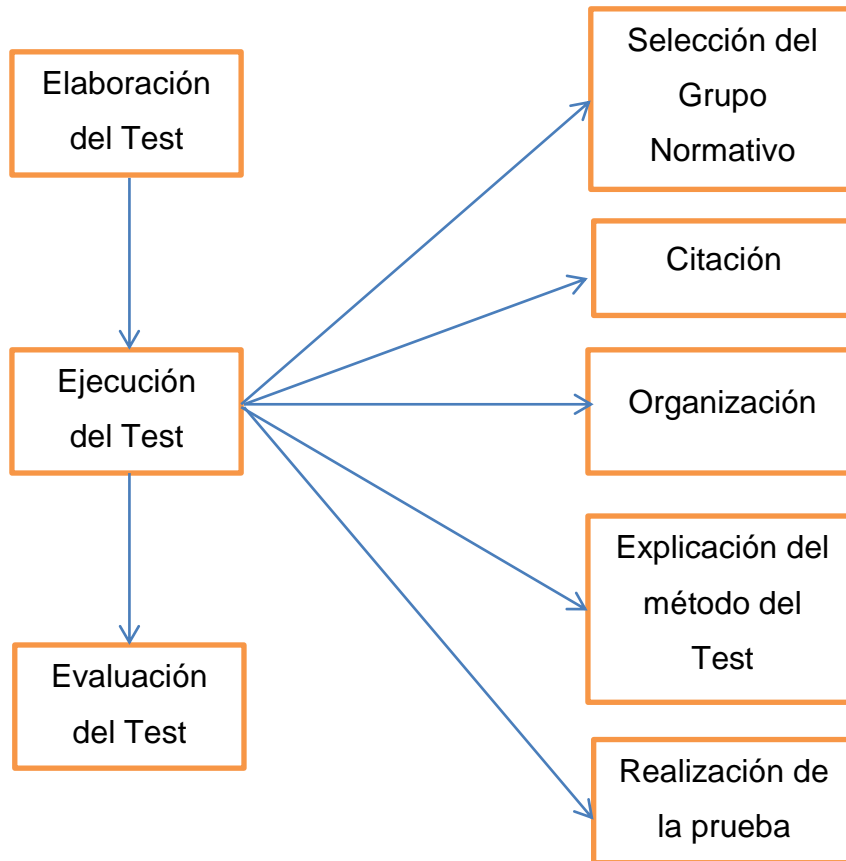 Elaboración
del Test
Ejecución
del Test
Evaluación
del Test
Selección del
Grupo
Normativo
Citación
Organización
Explicación del
método del
Test
Realización de
la prueba